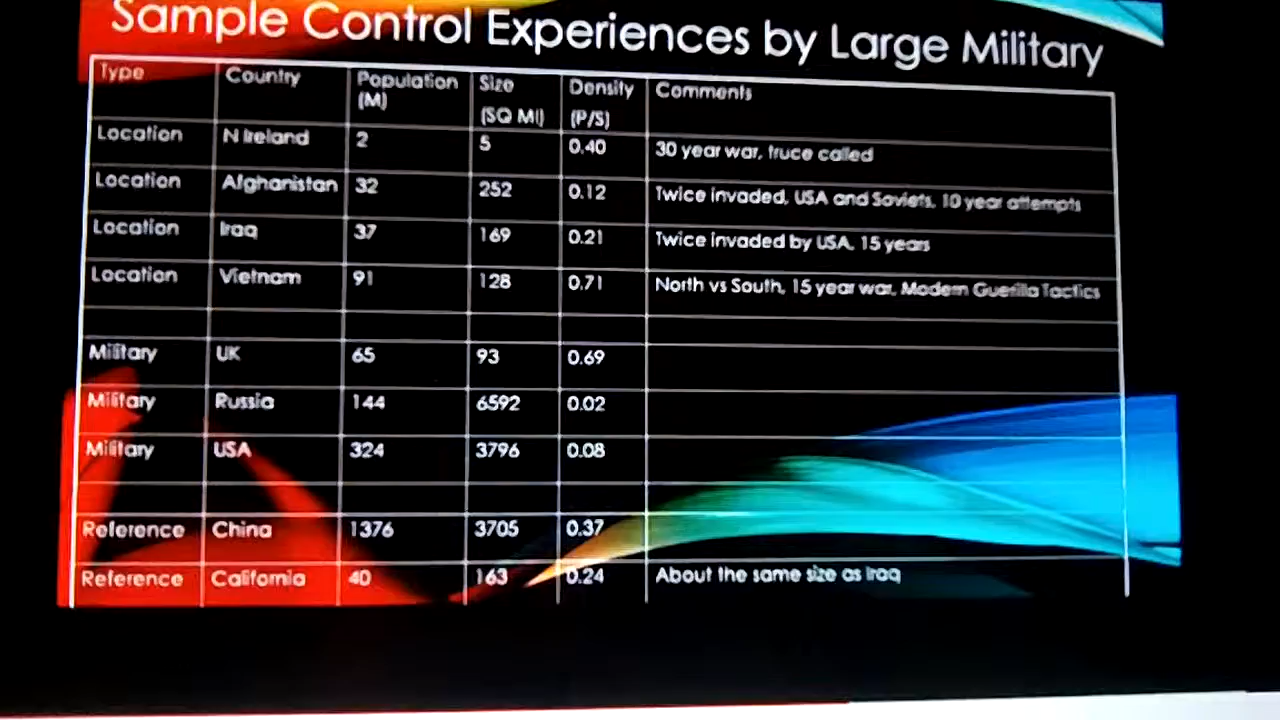 Sample Control Experiences by Large Military
Type Country Population (M) Size (SQ MI) Density (P/S) Comments
Location N Ireland 2 5 0.40 30 year war, truce called
Location Afghanistan 32 252 0.12 Twice invaded, USA and Soviets, 10 year attempts
Location Iraq 37 169 0.21 Twice invaded by USA, 15 years
Location Vietnam 91 128 0.71 North vs South, 15 year war, Modern Guerilla Tactics
Military UK 65 93 0.69
Military Russia 144 6592 0.02
Military USA 324 3796 0.08
Reference China 1376 3705 0.37
Reference California 40 163 0.24 About the same size as Iraq